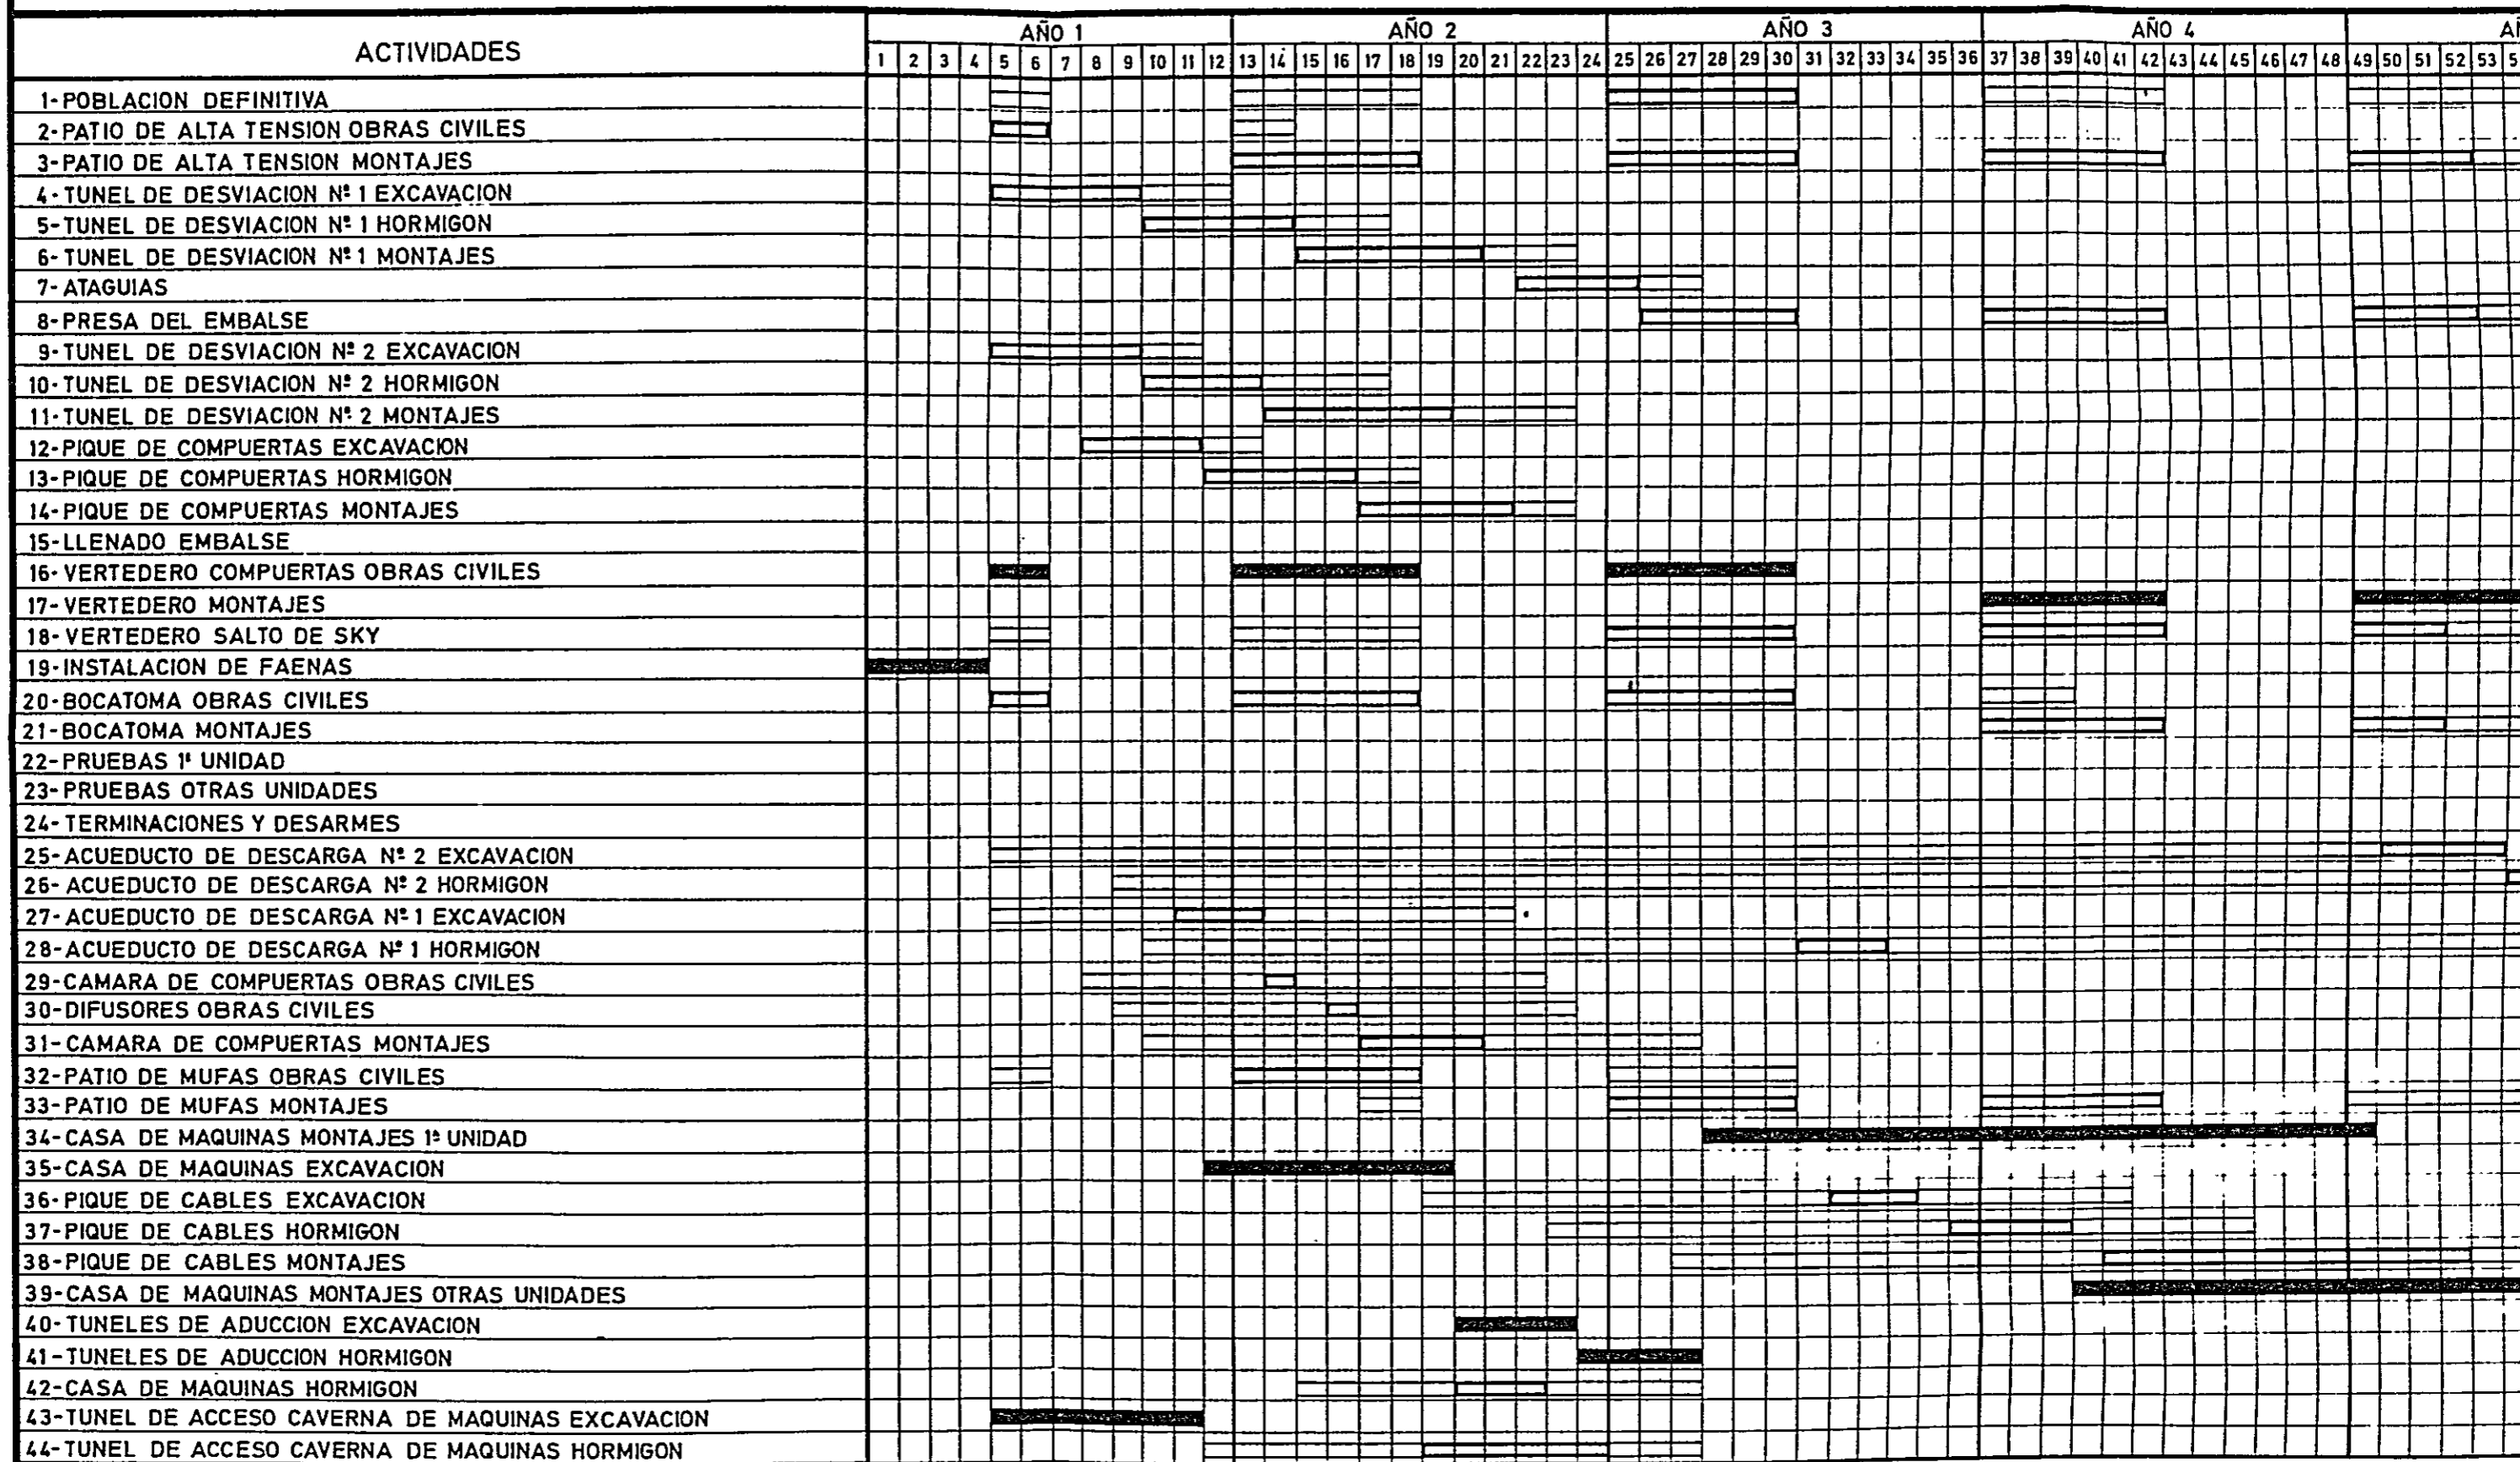 ACTIVIDADES
AÑO 1 AÑO 2 AÑO 3 AÑO 4
1 2 3 4 5 6 7 8 9 10 11 12 13 14 15 16 17 18 19 20 21 22 23 24 25 26 27 28 29 30 31 32 33 34 35 36 37 38 39 40 41 42 43 44 45 46 47 48 49 50 51 52 53
1-POBLACION DEFINITIVA
2-PATIO DE ALTA TENSION OBRAS CIVILES
3-PATIO DE ALTA TENSION MONTAJES
4-TUNEL DE DESVIACION Nº 1 EXCAVACION
5-TUNEL DE DESVIACION Nº 1 HORMIGON
6-TUNEL DE DESVIACION Nº 1 MONTAJES
7-ATAGUIAS
8-PRESA DEL EMBALSE
9-TUNEL DE DESVIACION Nº 2 EXCAVACION
10-TUNEL DE DESVIACION Nº 2 HORMIGON
11-TUNEL DE DESVIACION Nº 2 MONTAJES
12-PIQUE DE COMPUERTAS EXCAVACION
13-PIQUE DE COMPUERTAS HORMIGON
14-PIQUE DE COMPUERTAS MONTAJES
15-LLENADO EMBALSE
16-VERTEDERO COMPUERTAS OBRAS CIVILES
17-VERTEDERO MONTAJES
18-VERTEDERO SALTO DE SKY
19-INSTALACION DE FAENAS
20-BOCATOMA OBRAS CIVILES
21-BOCATOMA MONTAJES
22-PRUEBAS 1ª UNIDAD
23-PRUEBAS OTRAS UNIDADES
24-TERMINACIONES Y DESARMES
25-ACUEDUCTO DE DESCARGA Nº 2 EXCAVACION
26-ACUEDUCTO DE DESCARGA Nº 2 HORMIGON
27-ACUEDUCTO DE DESCARGA Nº 1 EXCAVACION
28-ACUEDUCTO DE DESCARGA Nº 1 HORMIGON
29-CAMARA DE COMPUERTAS OBRAS CIVILES
30-DIFUSORES OBRAS CIVILES
31-CAMARA DE COMPUERTAS MONTAJES
32-PATIO DE MUFAS OBRAS CIVILES
33-PATIO DE MUFAS MONTAJES
34-CASA DE MAQUINAS MONTAJES 1ª UNIDAD
35-CASA DE MAQUINAS EXCAVACION
36-PIQUE DE CABLES EXCAVACION
37-PIQUE DE CABLES HORMIGON
38-PIQUE DE CABLES MONTAJES
39-CASA DE MAQUINAS MONTAJES OTRAS UNIDADES
40-TUNELES DE ADUCCION EXCAVACION
41-TUNELES DE ADUCCION HORMIGON
42-CASA DE MAQUINAS HORMIGON
43-TUNEL DE ACCESO CAVERNA DE MAQUINAS EXCAVACION
44-TUNEL DE ACCESO CAVERNA DE MAQUINAS HORMIGON